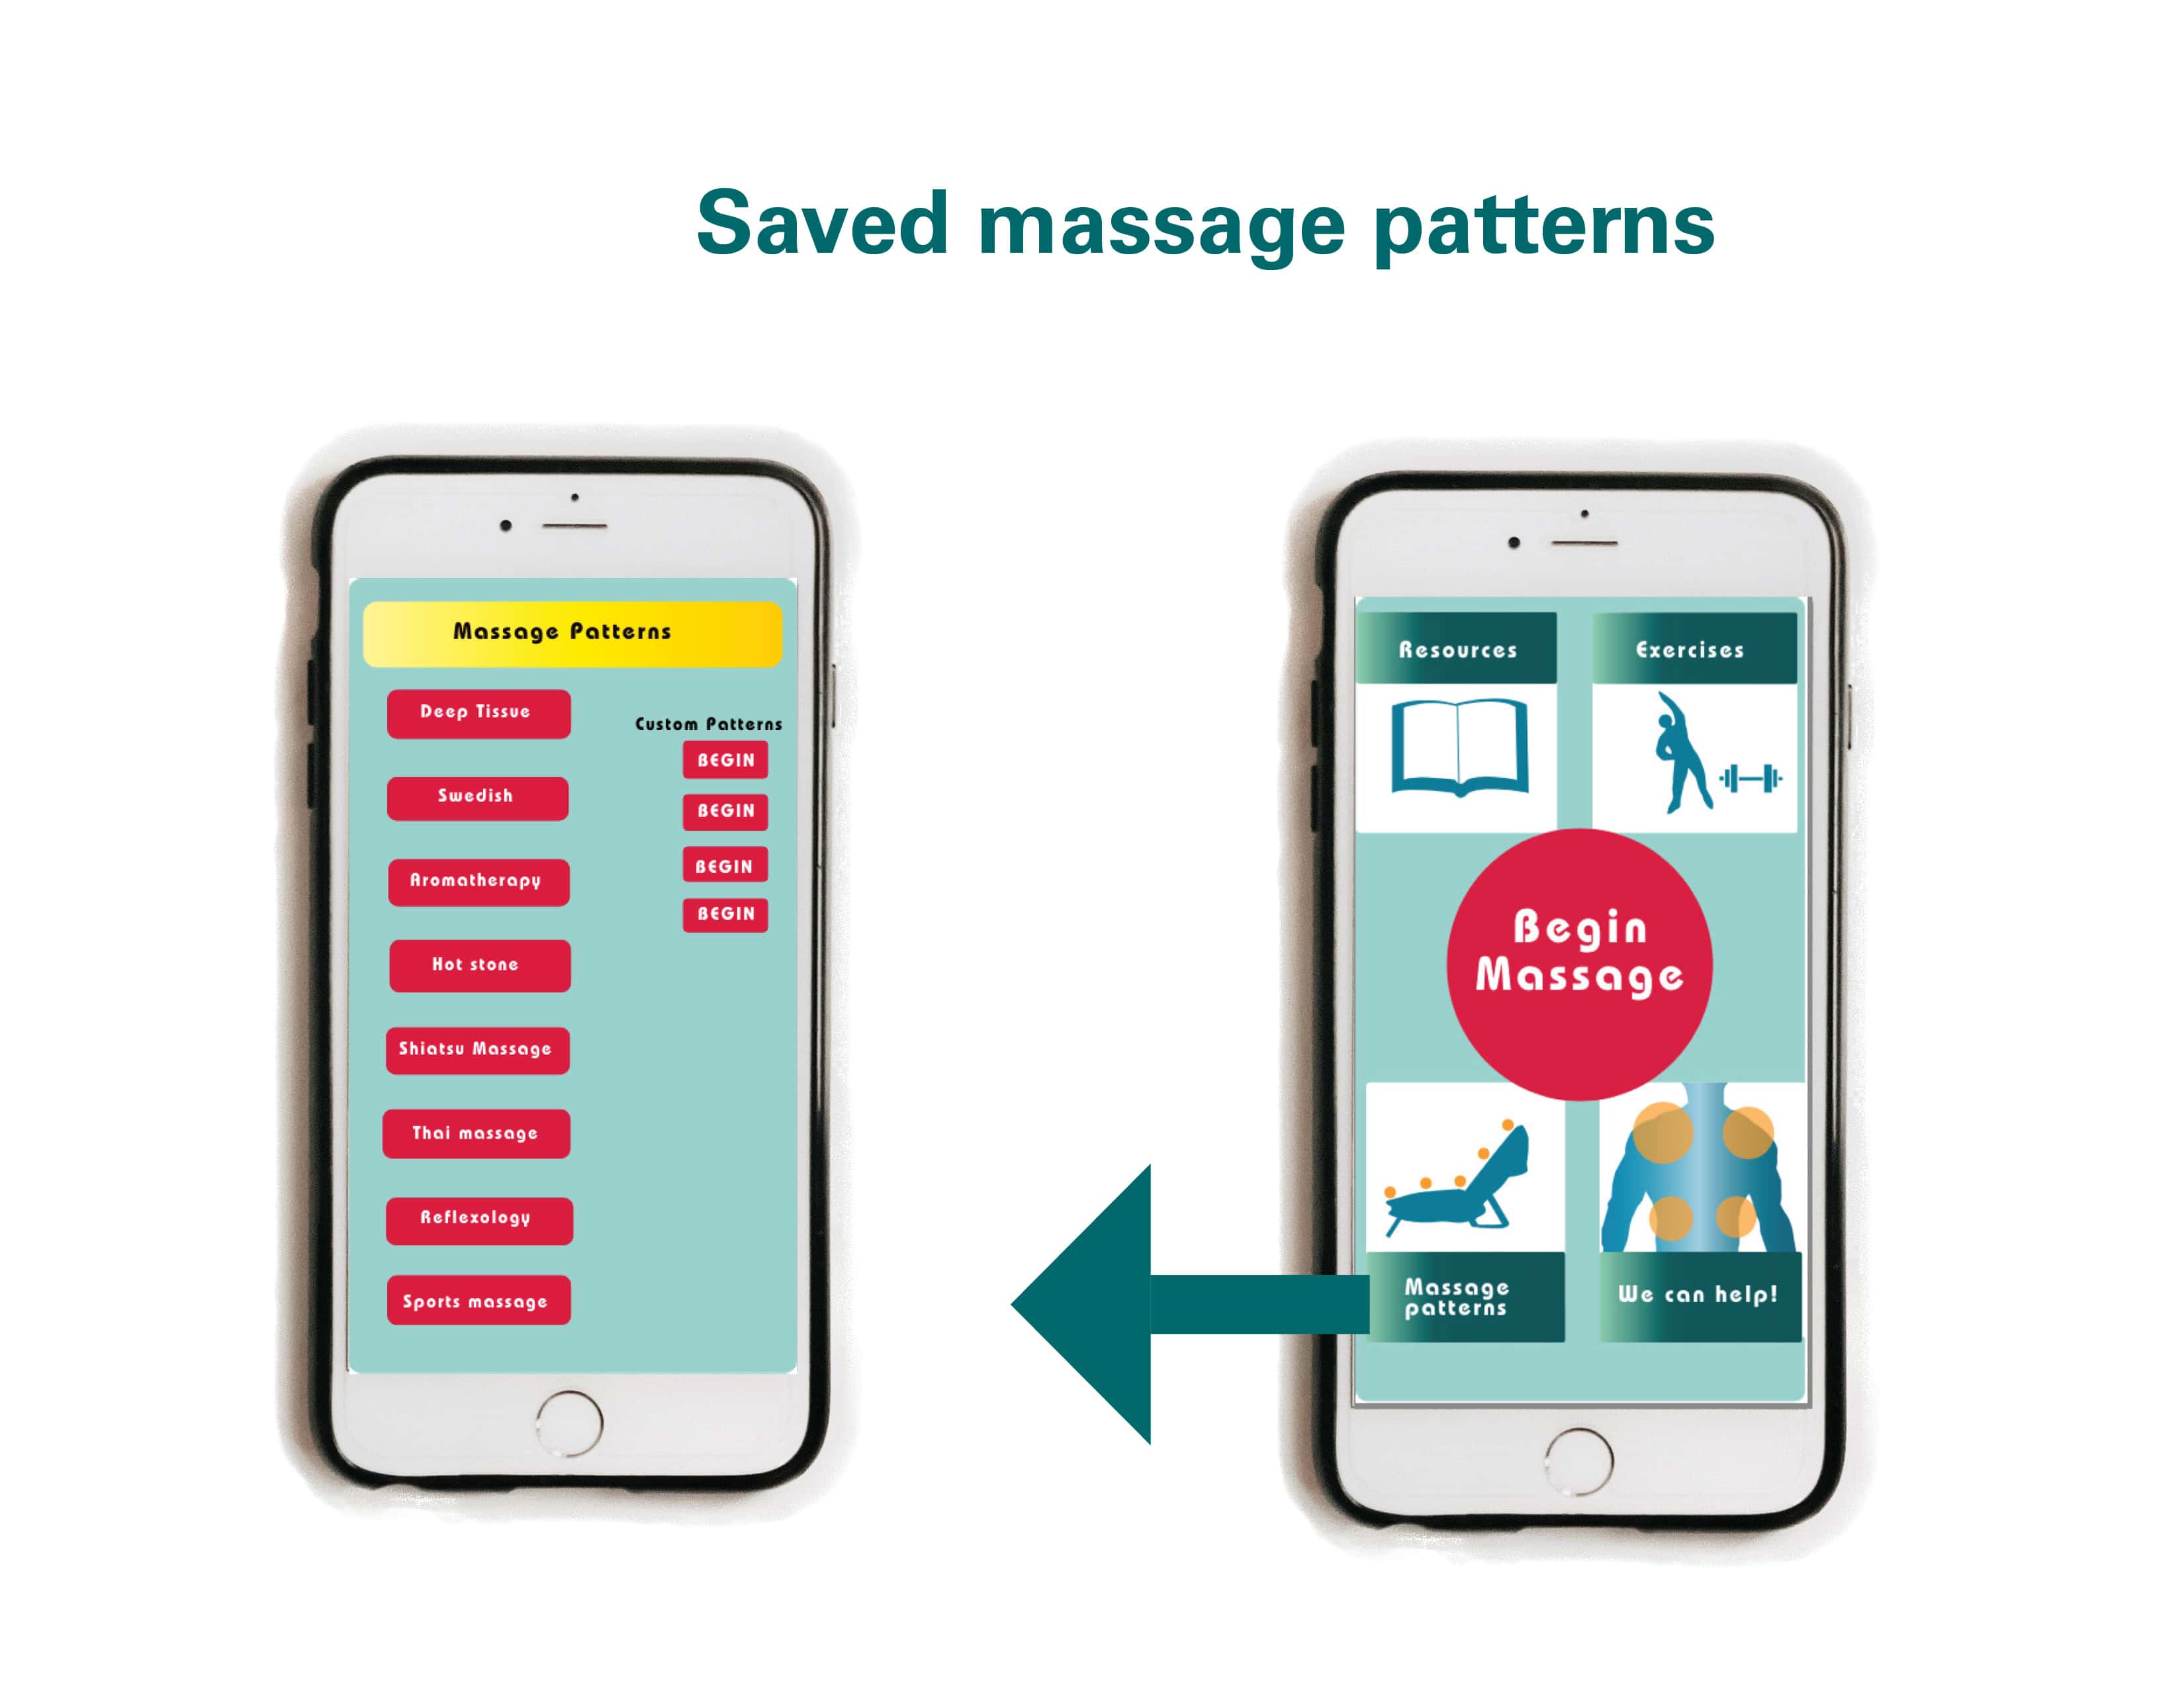 Saved massage patterns
Massage Patterns
Deep Tissue
Swedish
Aromatherapy
Hot stone
Shiatsu Massage
Thai massage
Reflexology
Sports massage
Custom Patterns
BEGIN
BEGIN
BEGIN
BEGIN
Resources
Exercises
Begin
Massage
Massage
patterns
We can help!